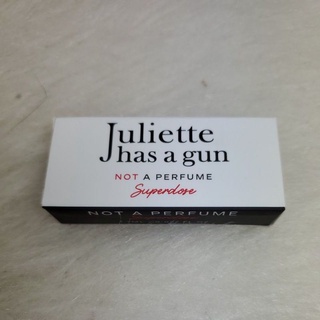 Juliette
has a gun
NOT A PERFUME
Superdose
NOT A PERFUME